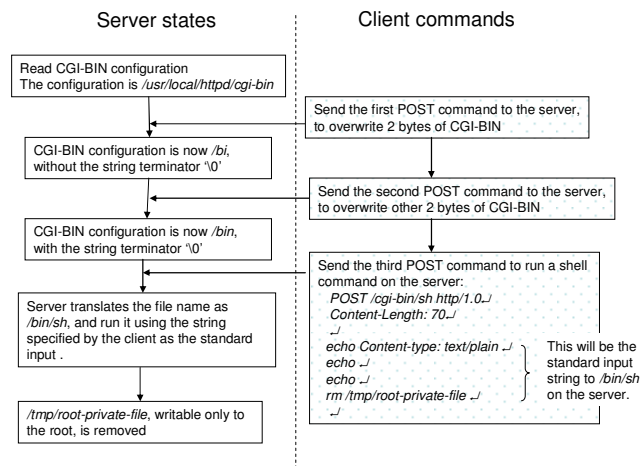 Server states
Client commands
Read CGI-BIN configuration
The configuration is /usr/local/httpd/cgi-bin
Send the first POST command to the server,
to overwrite 2 bytes of CGI-BIN
CGI-BIN configuration is now /bi,
without the string terminator ‘\0’
Send the second POST command to the server,
to overwrite other 2 bytes of CGI-BIN
CGI-BIN configuration is now /bin,
with the string terminator ‘\0’
Send the third POST command to run a shell
command on the server:
POST /cgi-bin/sh http/1.0↵
Content-Length: 70↵
↵
echo Content-type: text/plain ↵
echo ↵
echo ↵
rm /tmp/root-private-file ↵
↵
This will be the
standard input
string to /bin/sh
on the server.
Server translates the file name as
/bin/sh, and run it using the string
specified by the client as the standard
input .
/tmp/root-private-file, writable only to
the root, is removed